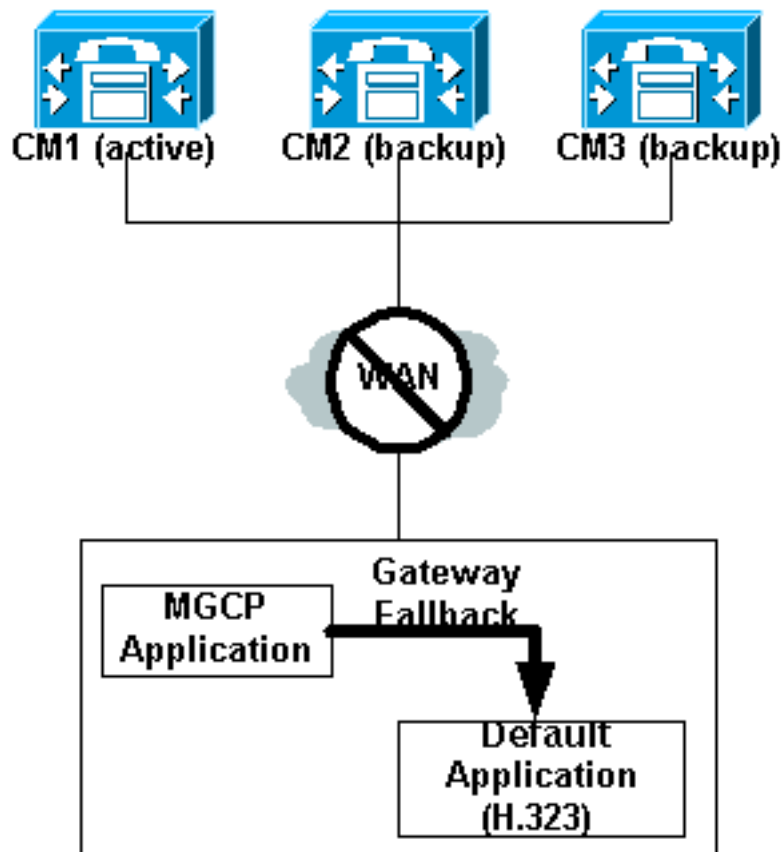 CM1 (active)
CM2 (backup)
CM3 (backup)
WAN
Gateway
Fallback
MGCP
Application
Default
Application
(H.323)